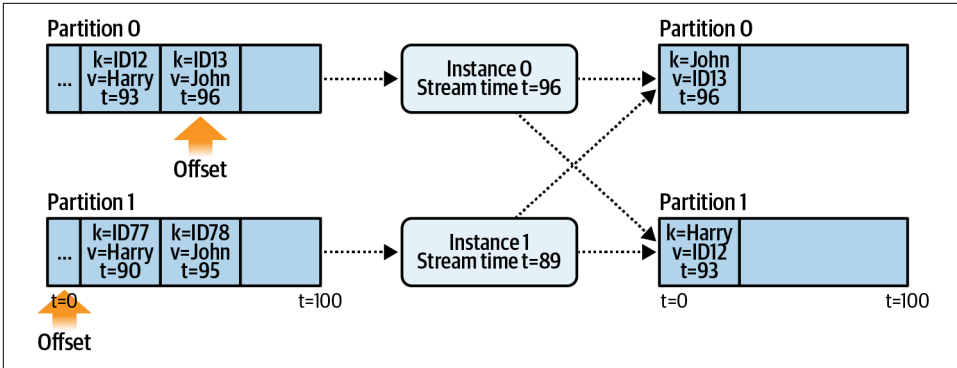 Partition 0
...
k=ID12
v=Harry
t=93
k=ID13
v=John
t=96
Offset
Instance 0
Stream time t=96
Partition 0
k=John
v=ID13
t=96
Partition 1
...
k=ID77
v=Harry
t=90
k=ID78
v=John
t=95
t=0
t=100
Offset
Instance 1
Stream time t=89
Partition 1
k=Harry
v=ID12
t=93
t=0
t=100